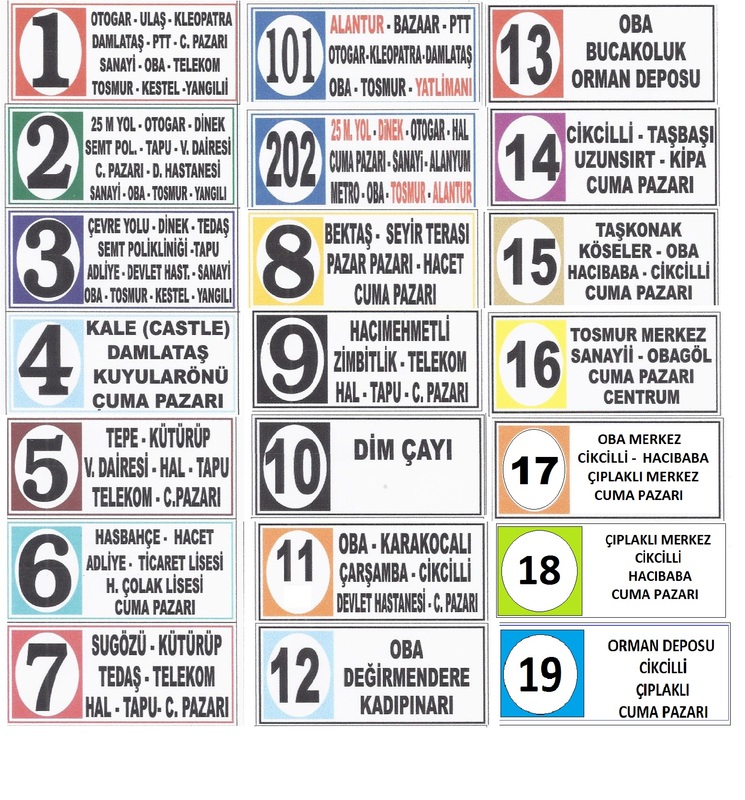 1
OTOGAR - ULAŞ - KLEOPATRA
DAMLATAŞ - PTT - C. PAZARI
SANAYİ - OBA - TELEKOM
TOSMUR - KESTEL -YANGILIİ
2
25 M YOL - OTOGAR - DİNEK
SEMT POL. - TAPU - V. DAİRESİ
C. PAZARI - D. HASTANESİ
SANAYİ - OBA - TOSMUR - YANGILI
3
ÇEVRE YOLU - DİNEK - TEDAŞ
SEMT POLİKLİNİĞİ -TAPU
ADLİYE - DEVLET HAST. - SANAYİ
OBA - TOSMUR - KESTEL - YANGILI
4
KALE (CASTLE)
DAMLATAŞ
KUYULARÖNÜ
CUMA PAZARI
5
TEPE - KÜTÜRÜP
V. DAİRESİ - HAL - TAPU
TELEKOM - C.PAZARI
6
HASBAHÇE - HACET
ADLİYE - TİCARET LİSESİ
H. ÇOLAK LİSESİ
CUMA PAZARI
7
SUGÖZÜ - KÜTÜRÜP
TEDAŞ - TELEKOM
HAL - TAPU- C. PAZARI
101
ALANTUR - BAZAAR - PTT
OTOGAR-KLEOPATRA-DAMLATAŞ
OBA - TOSMUR - YATLİMANI
202
25 M. YOL - DİNEK - OTOGAR - HAL
CUMA PAZARI - SANAYİ - ALANYUM
METRO - OBA - TOSMUR - ALANTUR
8
BEKTAŞ - SEYİR TERASI
PAZAR PAZARI - HACET
CUMA PAZARI
9
HACIMEHMETLİ
ZİMBİTLİK - TELEKOM
HAL - TAPU - C. PAZARI
10
DİM ÇAYI
11
OBA - KARAKOCALI
ÇARŞAMBA - CİKCİLLİ
DEVLET HASTANESİ - C. PAZARI
12
OBA
DEĞİRMENDERE
KADIPINARI
13
OBA
BUCAKOLUK
ORMAN DEPOSU
14
CİKCİLLİ - TAŞBAŞI
UZUNSIRT - KİPA
CUMA PAZARI
15
TAŞKONAK
KÖSELER - OBA
HACIBABA - CİKCİLLİ
CUMA PAZARI
16
TOSMUR MERKEZ
SANAYİİ - OBAGÖL
CUMA PAZARI
CENTRUM
17
OBA MERKEZ
CİKCİLLİ - HACIBABA
ÇIPLAKLI MERKEZ
CUMA PAZARI
18
ÇIPLAKLI MERKEZ
CİKCİLLİ
HACIBABA
CUMA PAZARI
19
ORMAN DEPOSU
CİKCİLLİ
ÇIPLAKLI
CUMA PAZARI